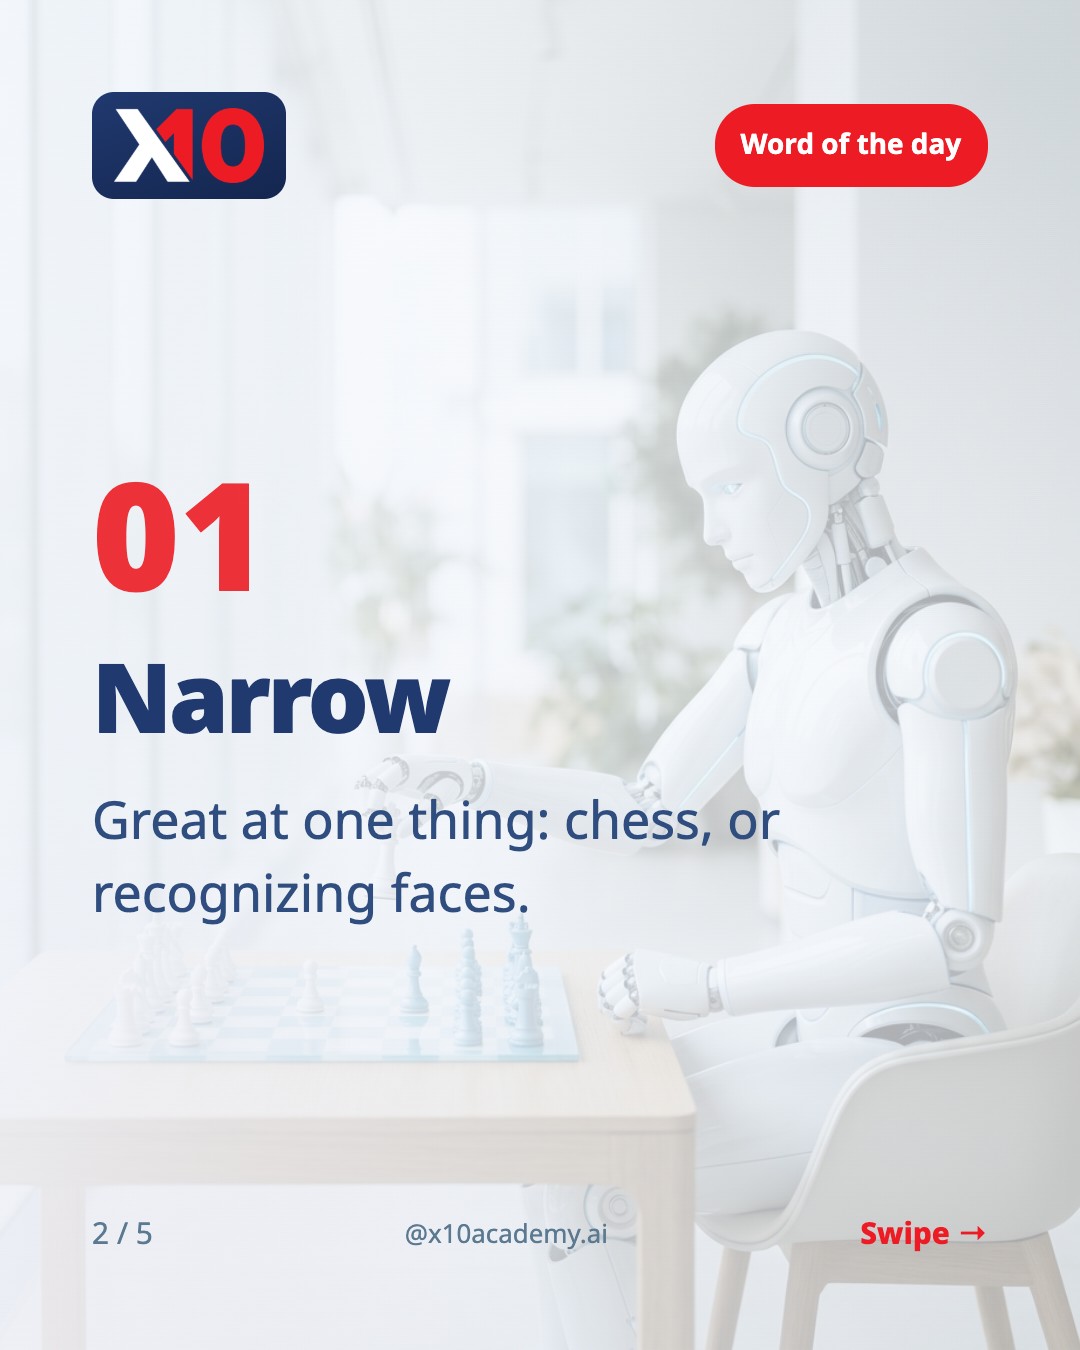 X10
Word of the day
01
Narrow
Great at one thing: chess, or
recognizing faces.
2 / 5
@x10academy.ai
Swipe →